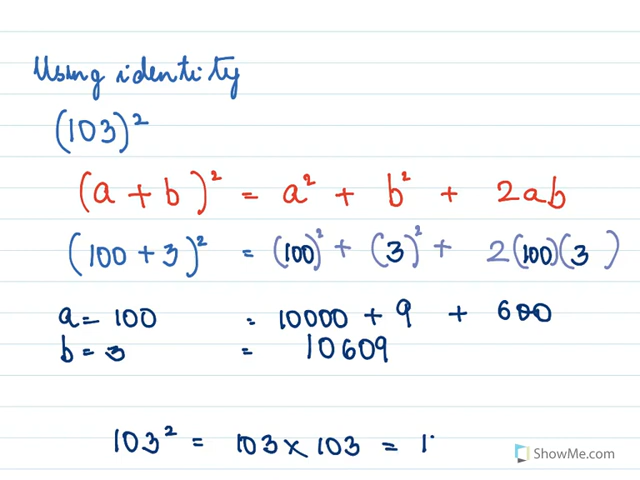 Using identity
(103)²
(a + b)² = a² + b² + 2ab
(100 + 3)² = (100)² + (3)² + 2(100)(3)
a = 100 = 10000 + 9 + 600
b = 3 = 10609
103² = 103 × 103 = 1
ShowMe.com